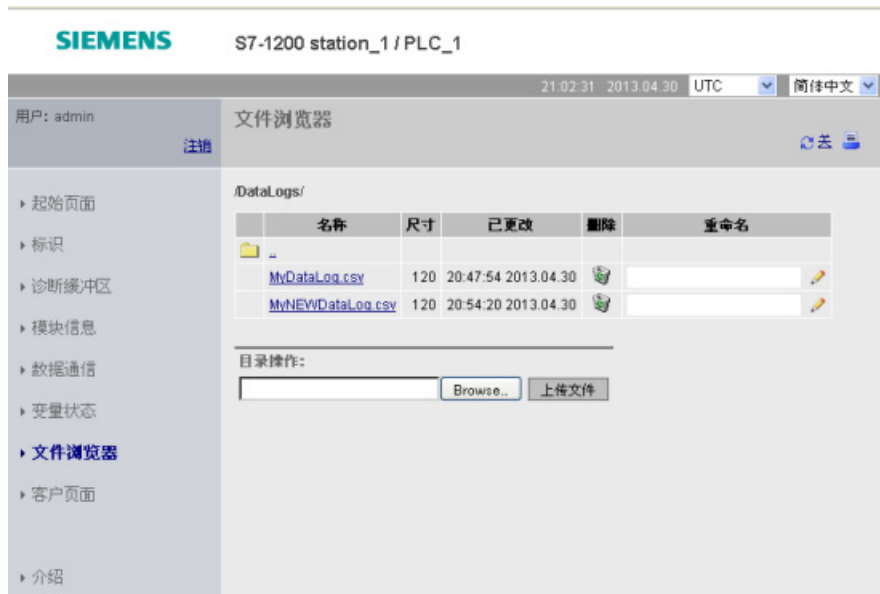 SIEMENS S7-1200 station_1 / PLC_1
21:02:31 2013.04.30 UTC 简体中文
用户: admin
注销
文件浏览器
关
起始页面
标识
诊断缓冲区
模块信息
数据通信
变量状态
文件浏览器
客户页面
介绍
/DataLogs/
名称 尺寸 已更改 删除 重命名
..
MyDataLog.csv 120 20:47:54 2013.04.30
MyNEWDataLog.csv 120 20:54:20 2013.04.30
目录操作:
Browse.. 上传文件